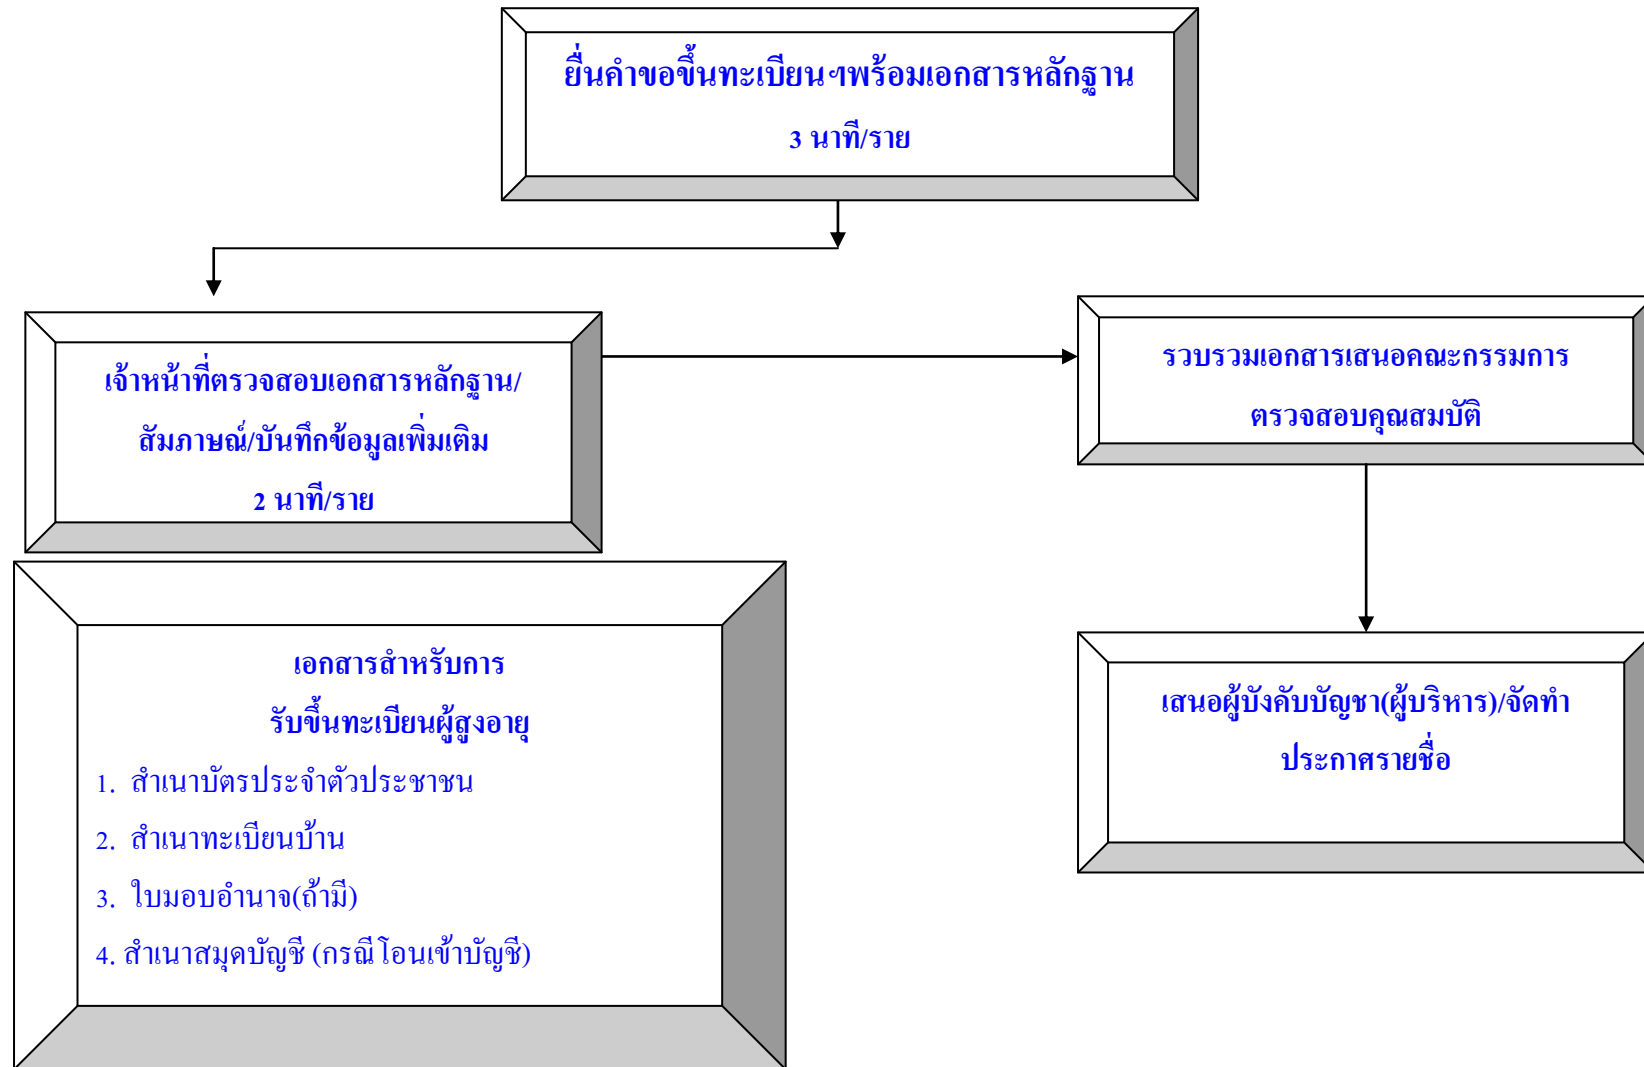 ยื่นคำขอขึ้นทะเบียนฯพร้อมเอกสารหลักฐาน
3 นาที/ราย
เจ้าหน้าที่ตรวจสอบเอกสารหลักฐาน/
สัมภาษณ์/บันทึกข้อมูลเพิ่มเติม
2 นาที/ราย
รวบรวมเอกสารเสนอคณะกรรมการ
ตรวจสอบคุณสมบัติ
เสนอผู้บังคับบัญชา(ผู้บริหาร)/จัดทำ
ประกาศรายชื่อ
เอกสารสำหรับการ
รับขึ้นทะเบียนผู้สูงอายุ
1. สำเนาบัตรประจำตัวประชาชน
2. สำเนาทะเบียนบ้าน
3. ใบมอบอำนาจ(ถ้ามี)
4. สำเนาสมุดบัญชี (กรณีโอนเข้าบัญชี)